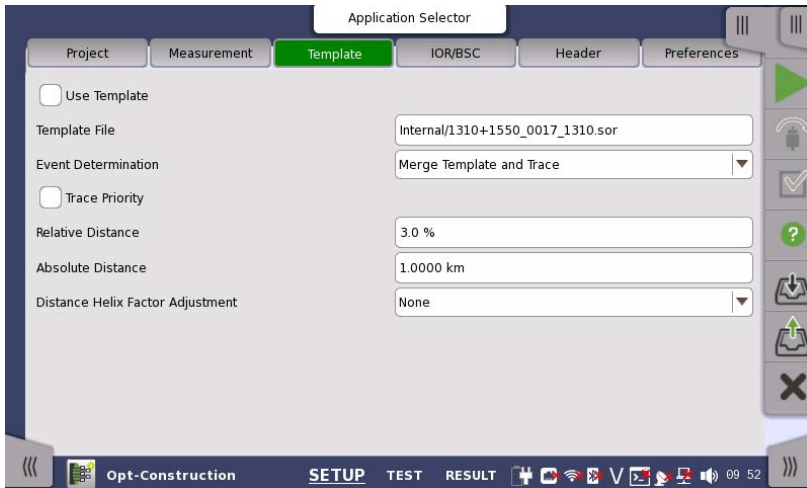 Application Selector
Project Measurement Template IOR/BSC Header Preferences
Use Template
Template File Internal/1310+1550_0017_1310.sor
Event Determination Merge Template and Trace
Trace Priority
Relative Distance 3.0 %
Absolute Distance 1.0000 km
Distance Helix Factor Adjustment None
Opt-Construction SETUP TEST RESULT V 09 52